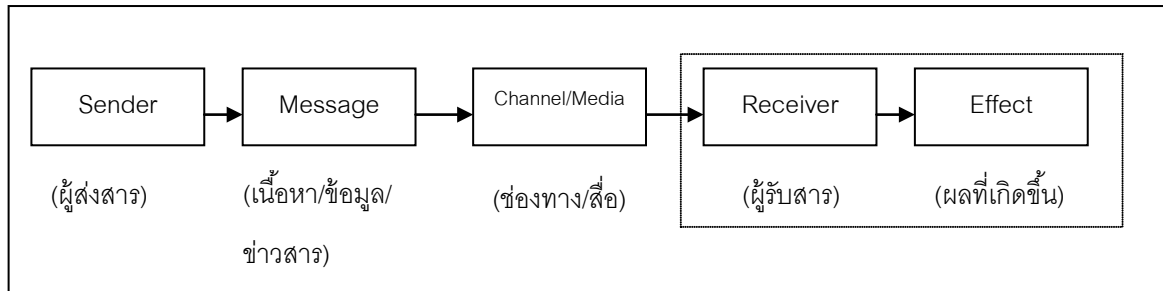 Sender
Message
Channel/Media
Receiver
Effect
(ผู้ส่งสาร)
(เนื้อหา/ข้อมูล/
ข่าวสาร)
(ช่องทาง/สื่อ)
(ผู้รับสาร)
(ผลที่เกิดขึ้น)